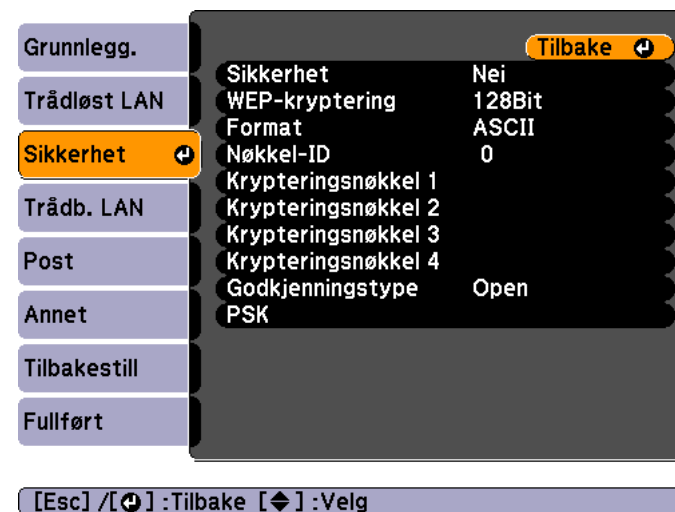 Grunnlegg.
Trådløst LAN
Sikkerhet
Trådb. LAN
Post
Annet
Tilbakestill
Fullført
Tilbake
Sikkerhet Nei
WEP-kryptering 128Bit
Format ASCII
Nøkkel-ID 0
Krypteringsnøkkel 1
Krypteringsnøkkel 2
Krypteringsnøkkel 3
Krypteringsnøkkel 4
Godkjenningstype Open
PSK
[Esc] /[⏎] :Tilbake [◆] :Velg